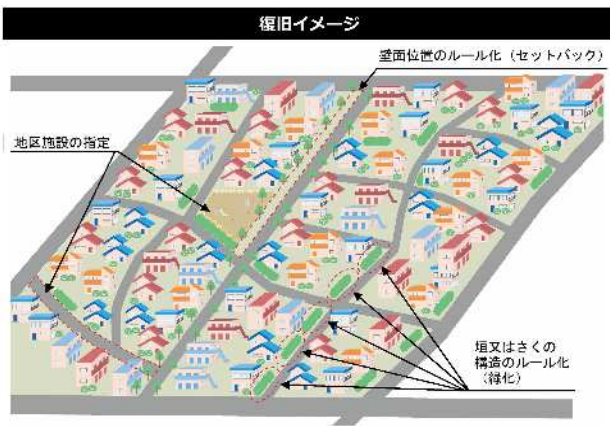 復旧イメージ
壁面位置のルール化（セットバック）
地区施設の指定
垣又はさくの
構造のルール化
（緑化）